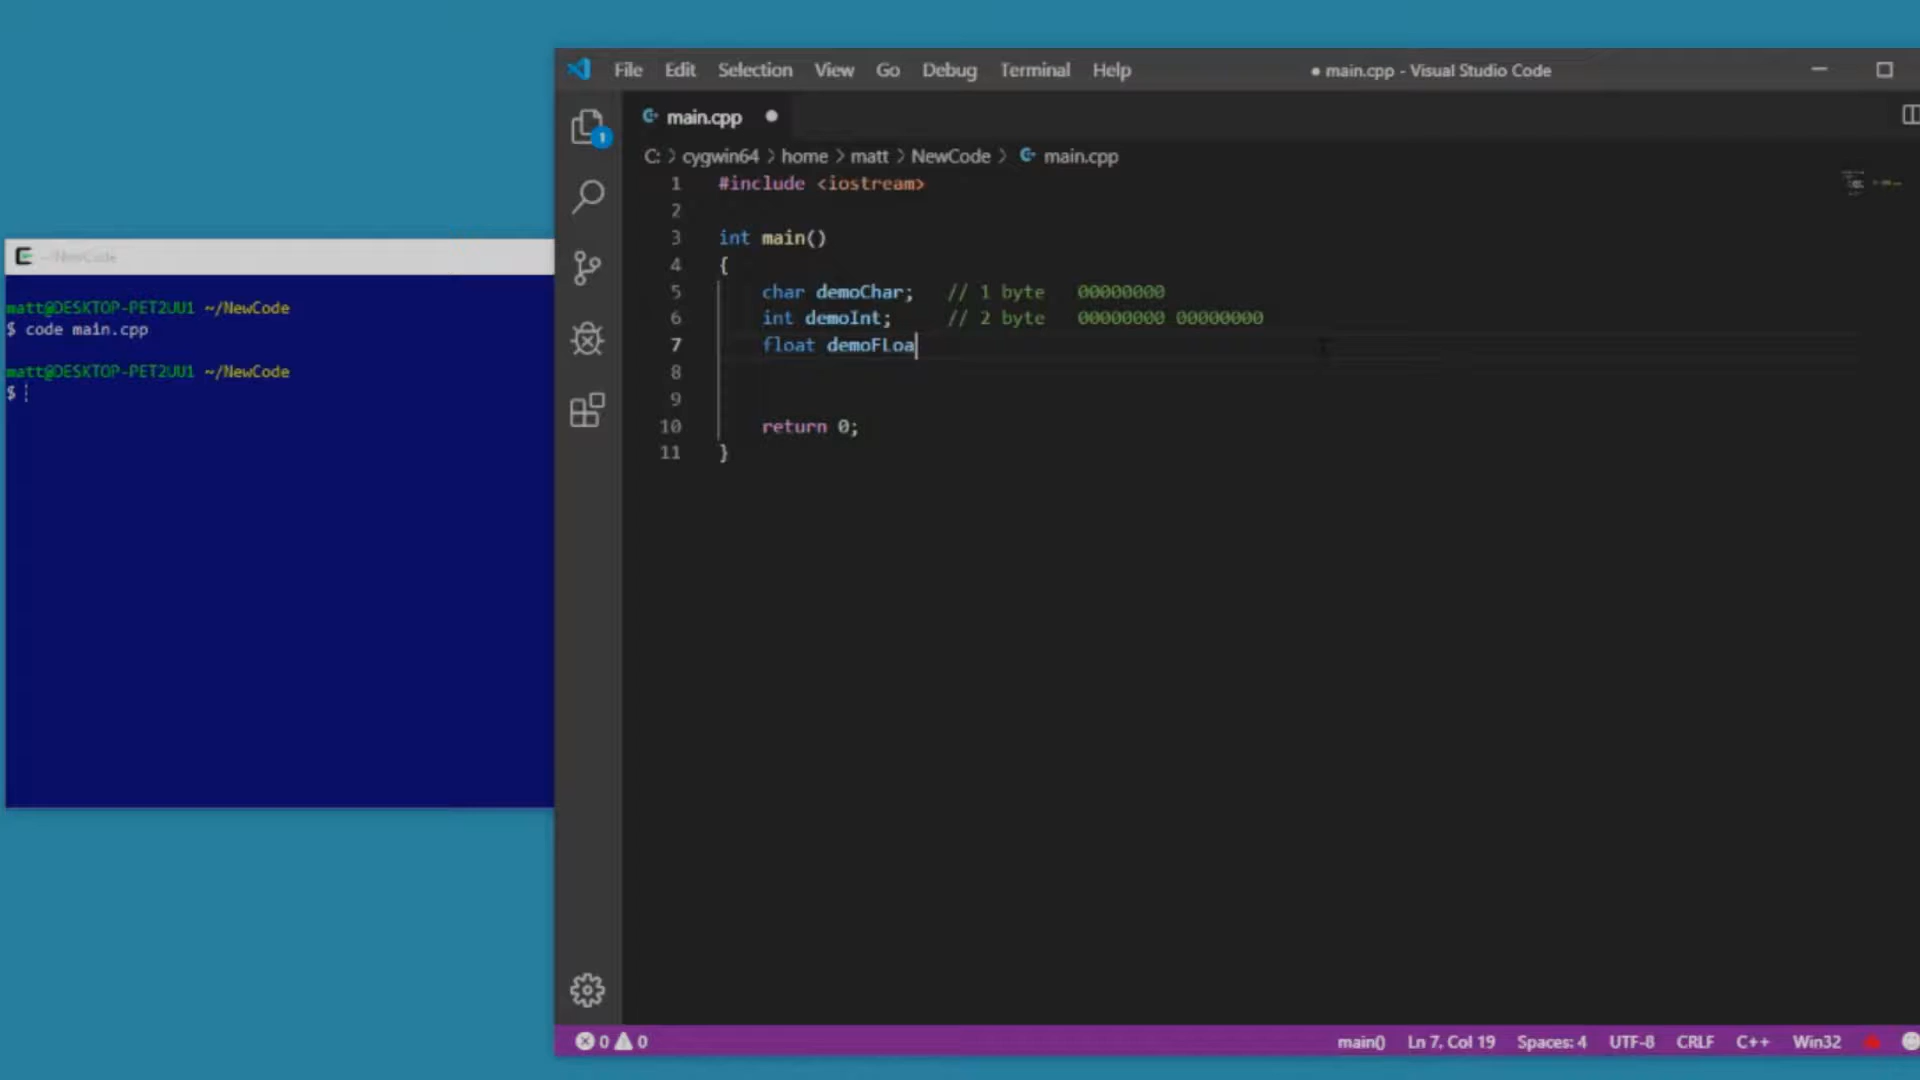 File Edit Selection View Go Debug Terminal Help
● main.cpp - Visual Studio Code
main.cpp
1
C: > cygwin64 > home > matt > NewCode > main.cpp
1 #include <iostream>
2
3 int main()
4 {
5 char demoChar; // 1 byte 00000000
6 int demoInt; // 2 byte 00000000 00000000
7 float demoFLoa
8
9
10 return 0;
11 }
~/NewCode
matt@DESKTOP-PET2UU1 ~/NewCode
$ code main.cpp
matt@DESKTOP-PET2UU1 ~/NewCode
$
0 0
main() Ln 7, Col 19 Spaces: 4 UTF-8 CRLF C++ Win32